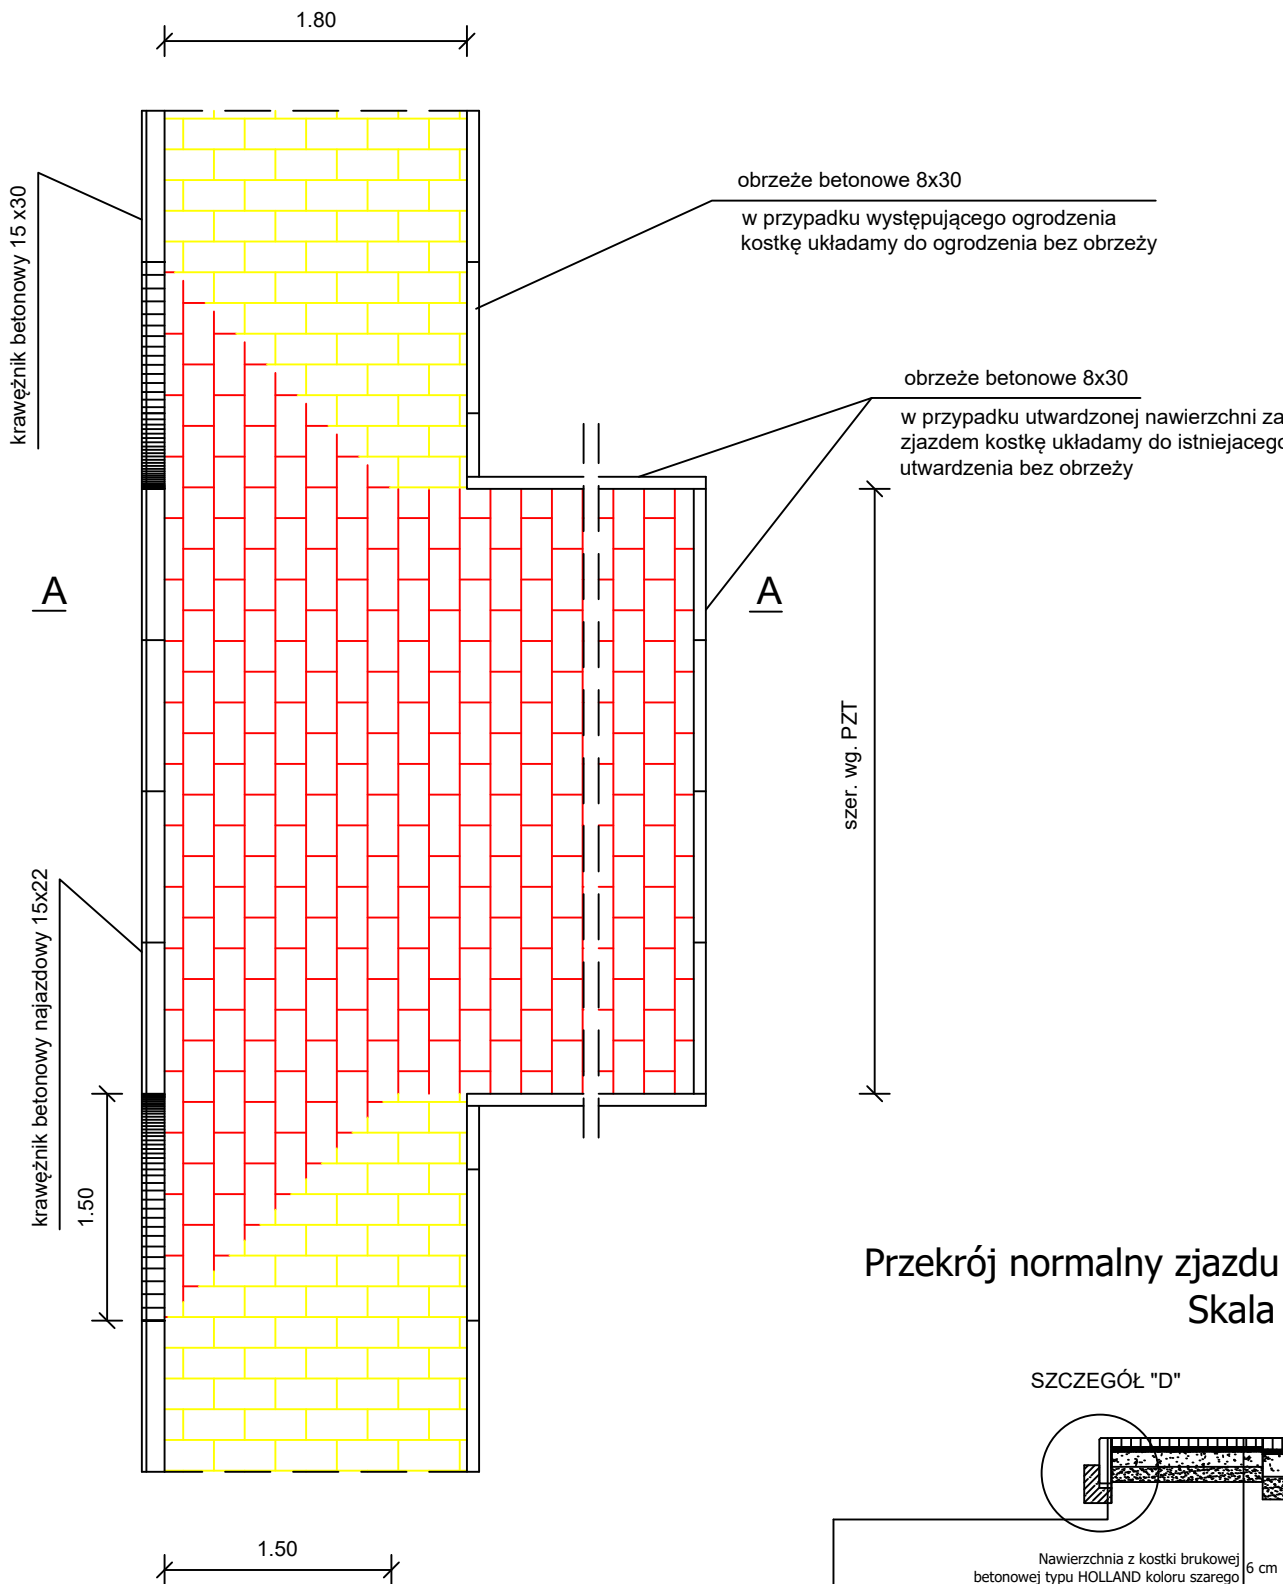 1.80
krawężnik betonowy 15 x30
obrzeże betonowe 8x30
w przypadku występującego ogrodzenia
kostkę układamy do ogrodzenia bez obrzeży
obrzeże betonowe 8x30
w przypadku utwardzonej nawierzchni za
zjazdem kostkę układamy do istniejacego
utwardzenia bez obrzeży
A
A
szer. wg. PZT
krawężnik betonowy najazdowy 15x22
1.50
Przekrój normalny zjazdu
Skala
SZCZEGÓŁ "D"
1.50
Nawierzchnia z kostki brukowej
betonowej typu HOLLAND koloru szarego
6 cm